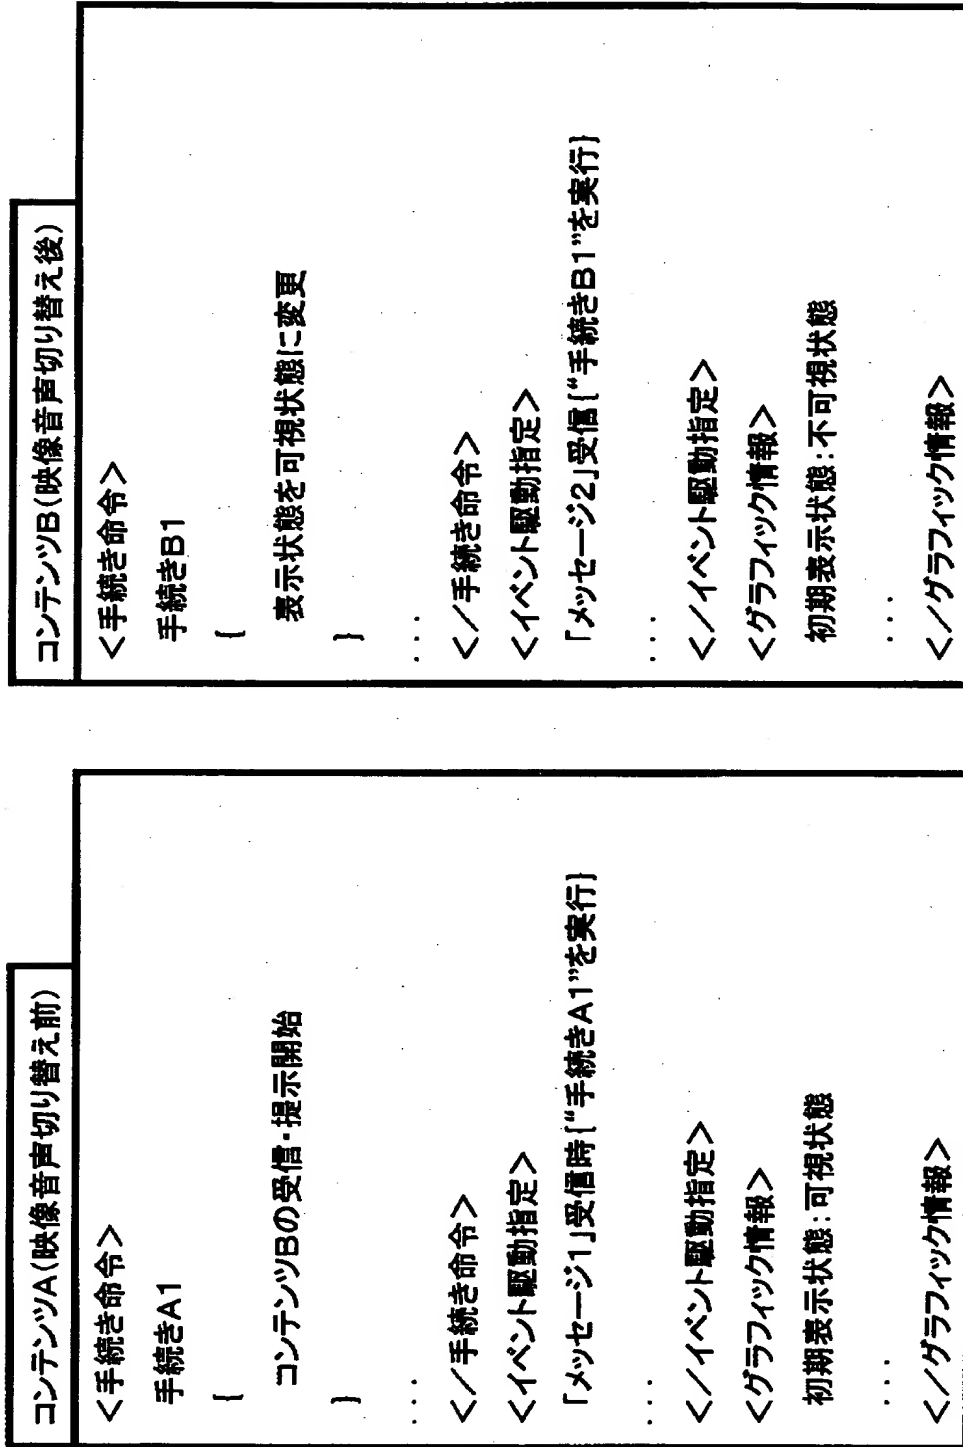 コンテンツA(映像音声切り替え前)
<手続き命令>
手続きA1
{
コンテンツBの受信・提示開始
}
...
</手続き命令>
<イベント駆動指定>
「メッセージ1」受信時{“手続きA1”を実行}
...
</イベント駆動指定>
<グラフィック情報>
初期表示状態:可視状態
...
</グラフィック情報>
コンテンツB(映像音声切り替え後)
<手続き命令>
手続きB1
{
表示状態を可視状態に変更
}
...
</手続き命令>
<イベント駆動指定>
「メッセージ2」受信{“手続きB1”を実行}
...
</イベント駆動指定>
<グラフィック情報>
初期表示状態:不可視状態
...
</グラフィック情報>